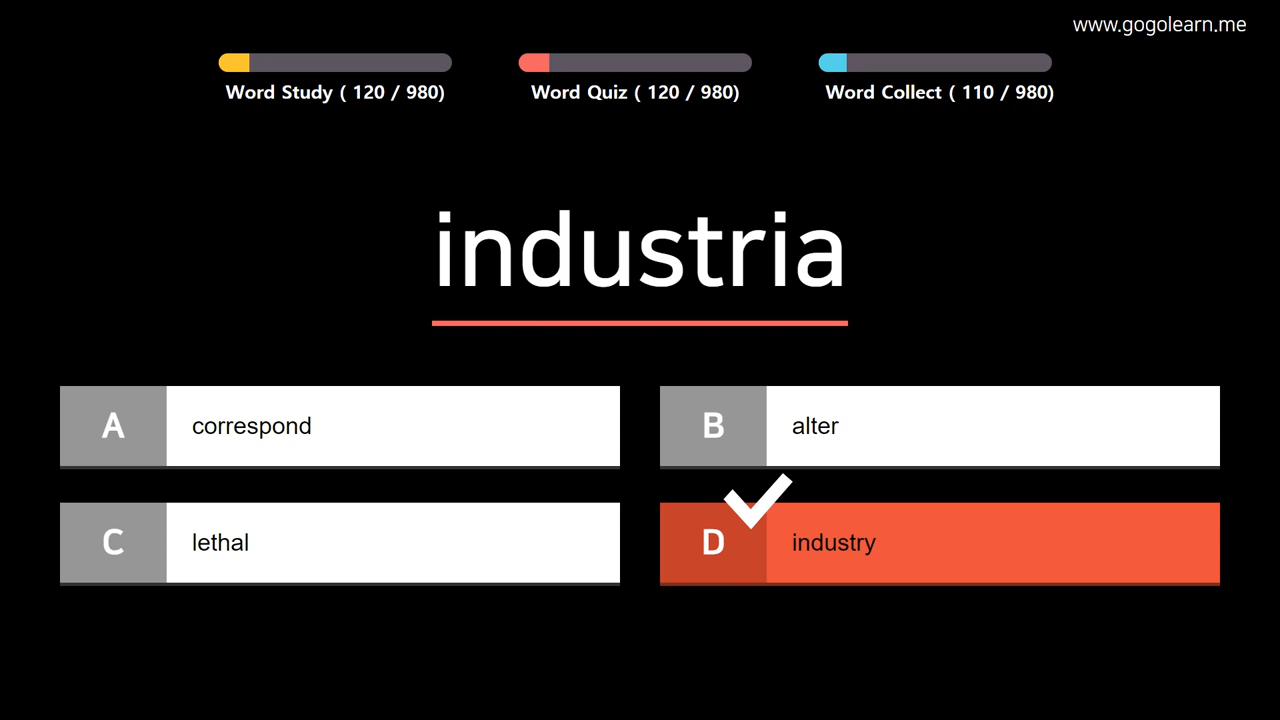 www.gogolearn.me
Word Study ( 120 / 980)
Word Quiz ( 120 / 980)
Word Collect ( 110 / 980)
industria
A correspond
B alter
C lethal
D industry